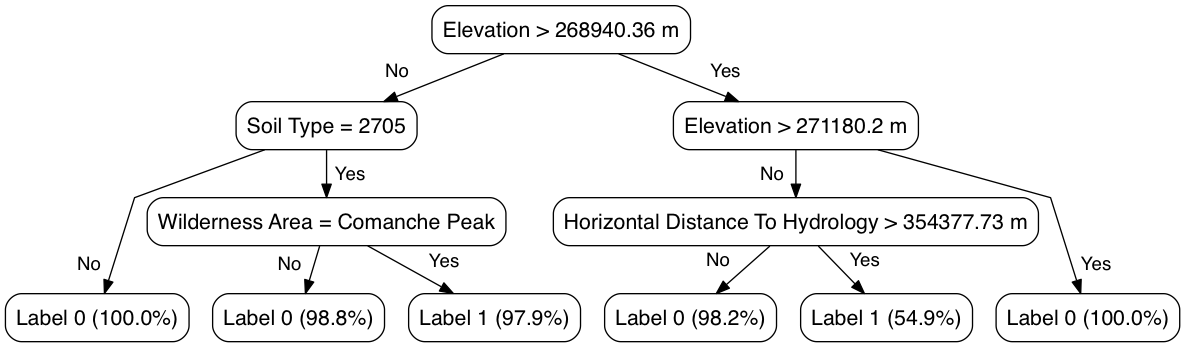 Elevation > 268940.36 m
No
Yes
Soil Type = 2705
Elevation > 271180.2 m
Yes
No
Wilderness Area = Comanche Peak
Horizontal Distance To Hydrology > 354377.73 m
No
No
Yes
No
Yes
Yes
Label 0 (100.0%)
Label 0 (98.8%)
Label 1 (97.9%)
Label 0 (98.2%)
Label 1 (54.9%)
Label 0 (100.0%)